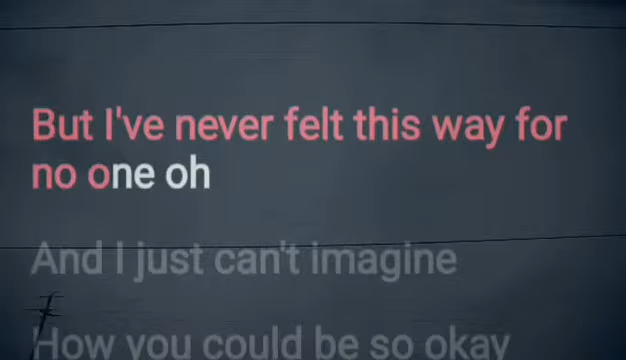 But I've never felt this way for
no one oh
And I just can't imagine
How you could be so okay